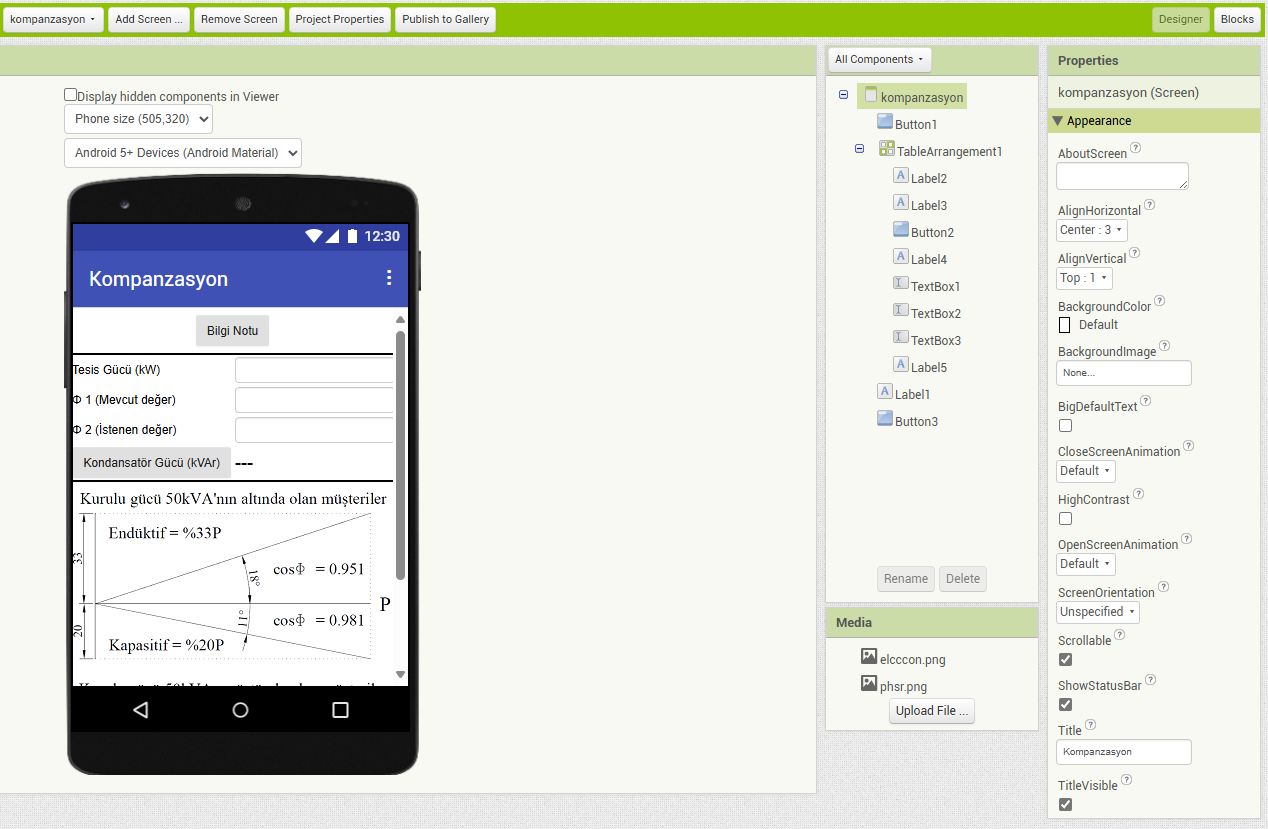 kompanzasyon
Add Screen ...
Remove Screen
Project Properties
Publish to Gallery
Designer
Blocks
Display hidden components in Viewer
Phone size (505,320)
Android 5+ Devices (Android Material)
12:30
Kompanzasyon
Bilgi Notu
Tesis Gücü (kW)
Φ 1 (Mevcut değer)
Φ 2 (İstenen değer)
Kondansatör Gücü (kVAr)
---
Kurulu gücü 50kVA'nın altında olan müşteriler
Endüktif = %33P
33
18°
cosΦ = 0.951
P
11°
cosΦ = 0.981
20
Kapasitif = %20P
All Components
kompanzasyon
Button1
TableArrangement1
Label2
Label3
Button2
Label4
TextBox1
TextBox2
TextBox3
Label5
Label1
Button3
Rename
Delete
Media
elcccon.png
phsr.png
Upload File ...
Properties
kompanzasyon (Screen)
Appearance
AboutScreen ?
AlignHorizontal ?
Center : 3
AlignVertical ?
Top : 1
BackgroundColor ?
Default
BackgroundImage ?
None...
BigDefaultText ?
CloseScreenAnimation ?
Default
HighContrast ?
OpenScreenAnimation ?
Default
ScreenOrientation ?
Unspecified
Scrollable ?
ShowStatusBar ?
Title ?
Kompanzasyon
TitleVisible ?